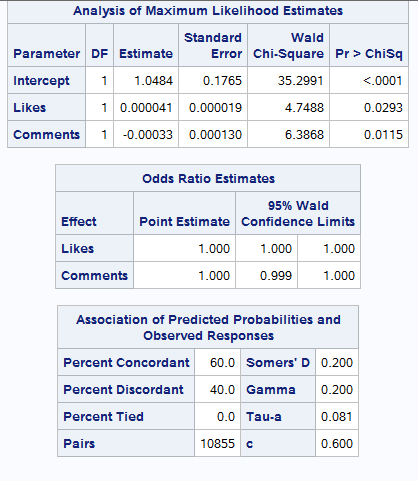 Analysis of Maximum Likelihood Estimates
Parameter DF Estimate Standard Error Wald Chi-Square Pr > ChiSq
Intercept 1 1.0484 0.1765 35.2991 <.0001
Likes 1 0.000041 0.000019 4.7488 0.0293
Comments 1 -0.00033 0.000130 6.3868 0.0115
Odds Ratio Estimates
Effect Point Estimate 95% Wald Confidence Limits
Likes 1.000 1.000 1.000
Comments 1.000 0.999 1.000
Association of Predicted Probabilities and
Observed Responses
Percent Concordant 60.0 Somers' D 0.200
Percent Discordant 40.0 Gamma 0.200
Percent Tied 0.0 Tau-a 0.081
Pairs 10855 c 0.600